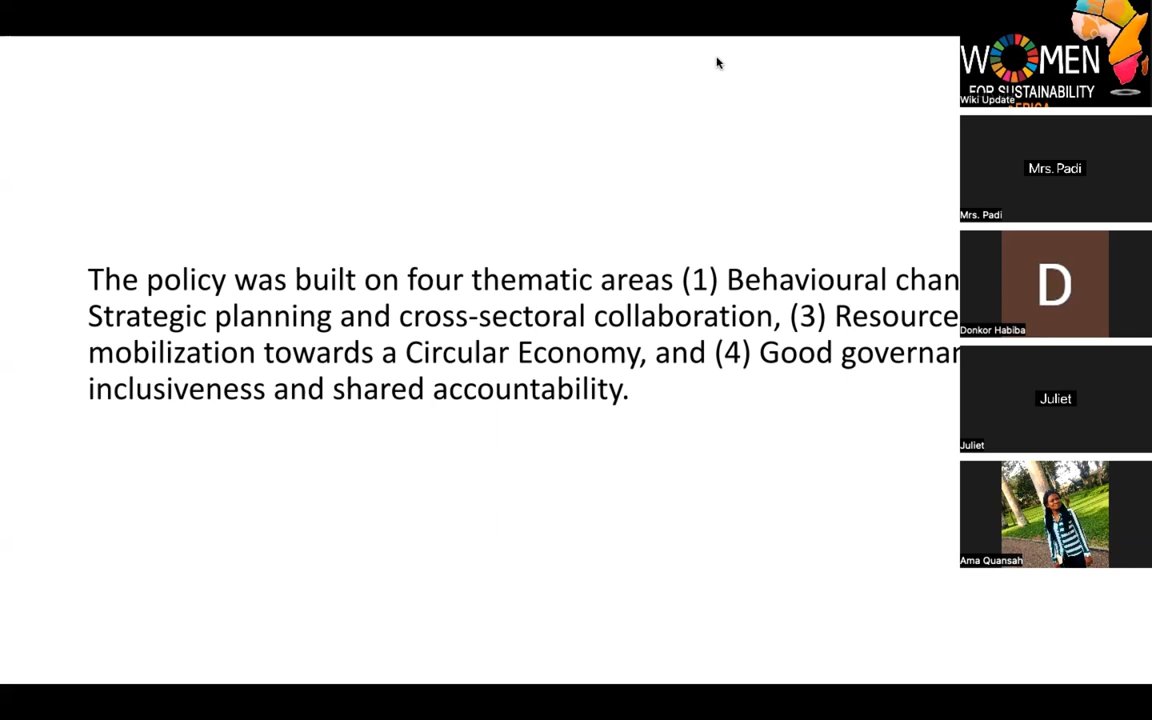 The policy was built on four thematic areas (1) Behavioural chan
Strategic planning and cross-sectoral collaboration, (3) Resource
mobilization towards a Circular Economy, and (4) Good governan
inclusiveness and shared accountability.
WOMEN
FOR SUSTAINABILITY
AFRICA
Wiki Update
Mrs. Padi
Mrs. Padi
D
Donkor Habiba
Juliet
Juliet
Ama Quansah